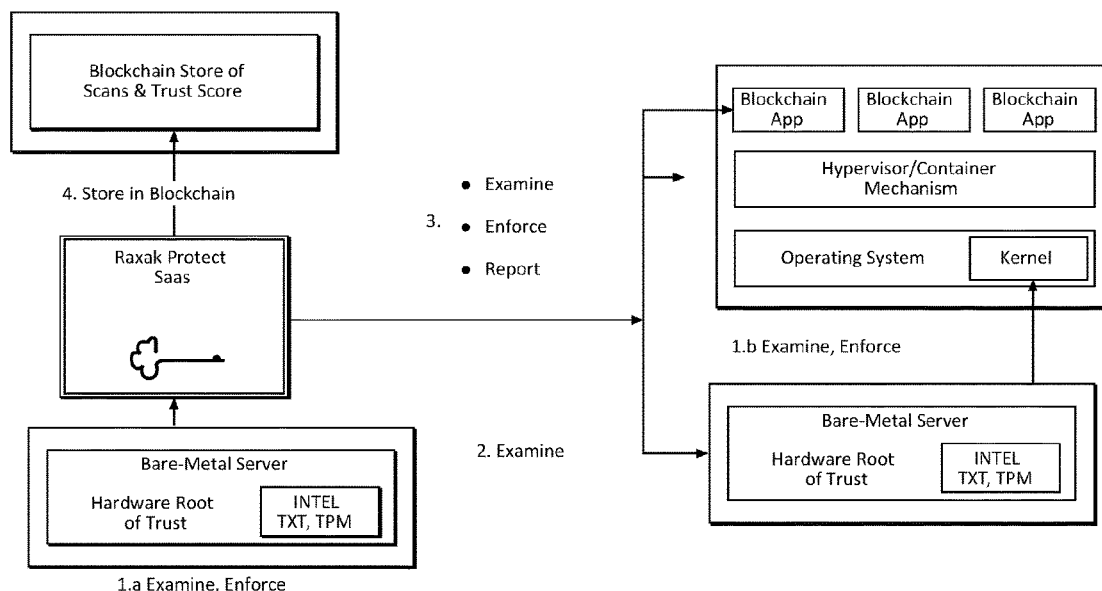 Blockchain Store of
Scans & Trust Score
4. Store in Blockchain
Raxak Protect
Saas
Bare-Metal Server
Hardware Root
of Trust
INTEL
TXT, TPM
1.a Examine. Enforce
3.
• Examine
• Enforce
• Report
2. Examine
Blockchain
App
Blockchain
App
Blockchain
App
Hypervisor/Container
Mechanism
Operating System
Kernel
1.b Examine, Enforce
Bare-Metal Server
Hardware Root
of Trust
INTEL
TXT, TPM